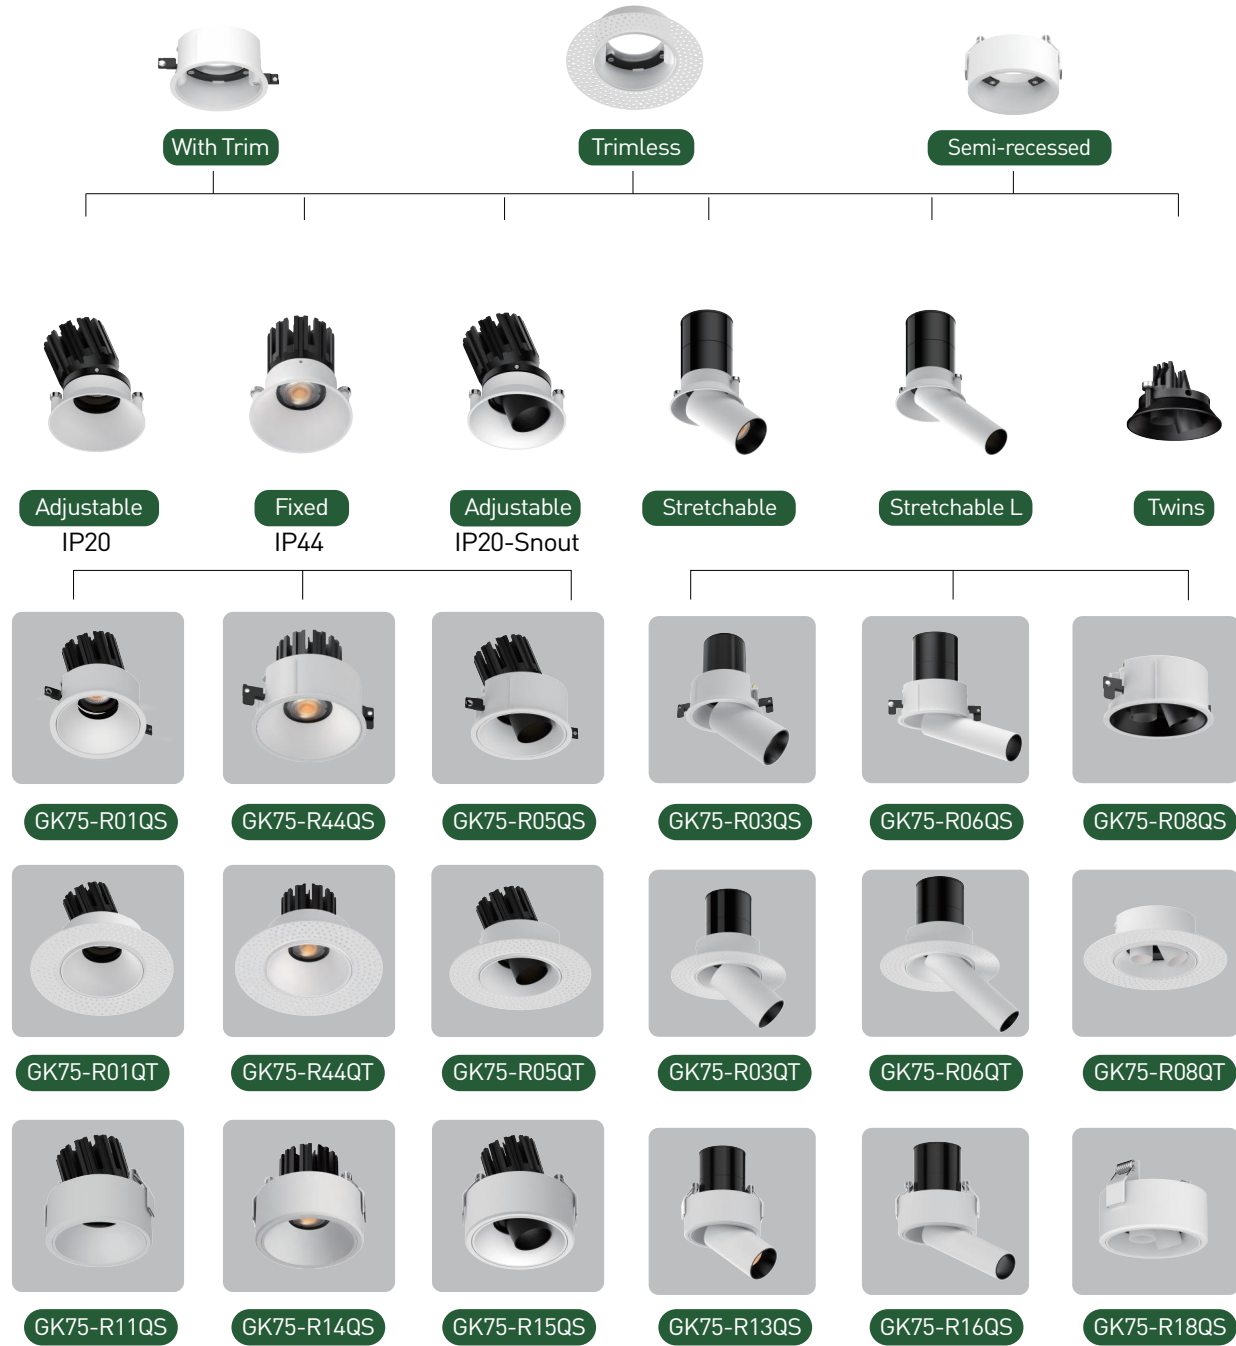 With Trim
Trimless
Semi-recessed
Adjustable
IP20
Fixed
IP44
Adjustable
IP20-Snout
Stretchable
Stretchable L
Twins
GK75-R01QS
GK75-R44QS
GK75-R05QS
GK75-R03QS
GK75-R06QS
GK75-R08QS
GK75-R01QT
GK75-R44QT
GK75-R05QT
GK75-R03QT
GK75-R06QT
GK75-R08QT
GK75-R11QS
GK75-R14QS
GK75-R15QS
GK75-R13QS
GK75-R16QS
GK75-R18QS